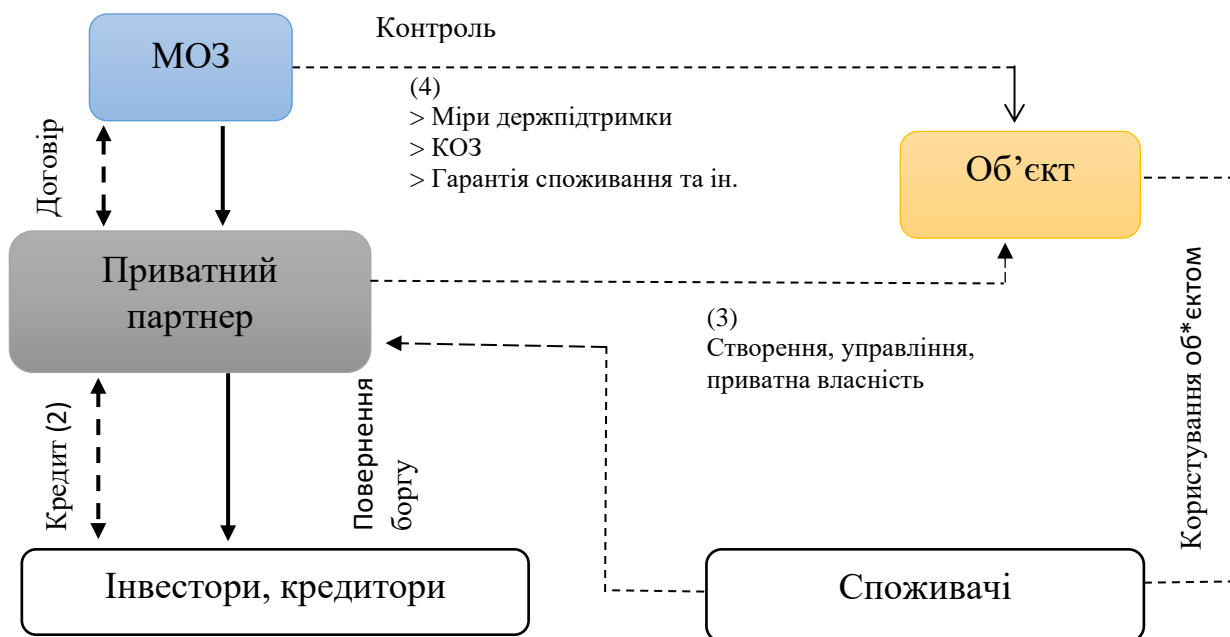 МОЗ
Контроль
(4)
> Міри держпідтримки
> КОЗ
> Гарантія споживання та ін.
Об’єкт
Договір
Приватний
партнер
(3)
Створення, управління,
приватна власність
Кредит (2)
Повернення
боргу
Користування об*єктом
Інвестори, кредитори
Споживачі